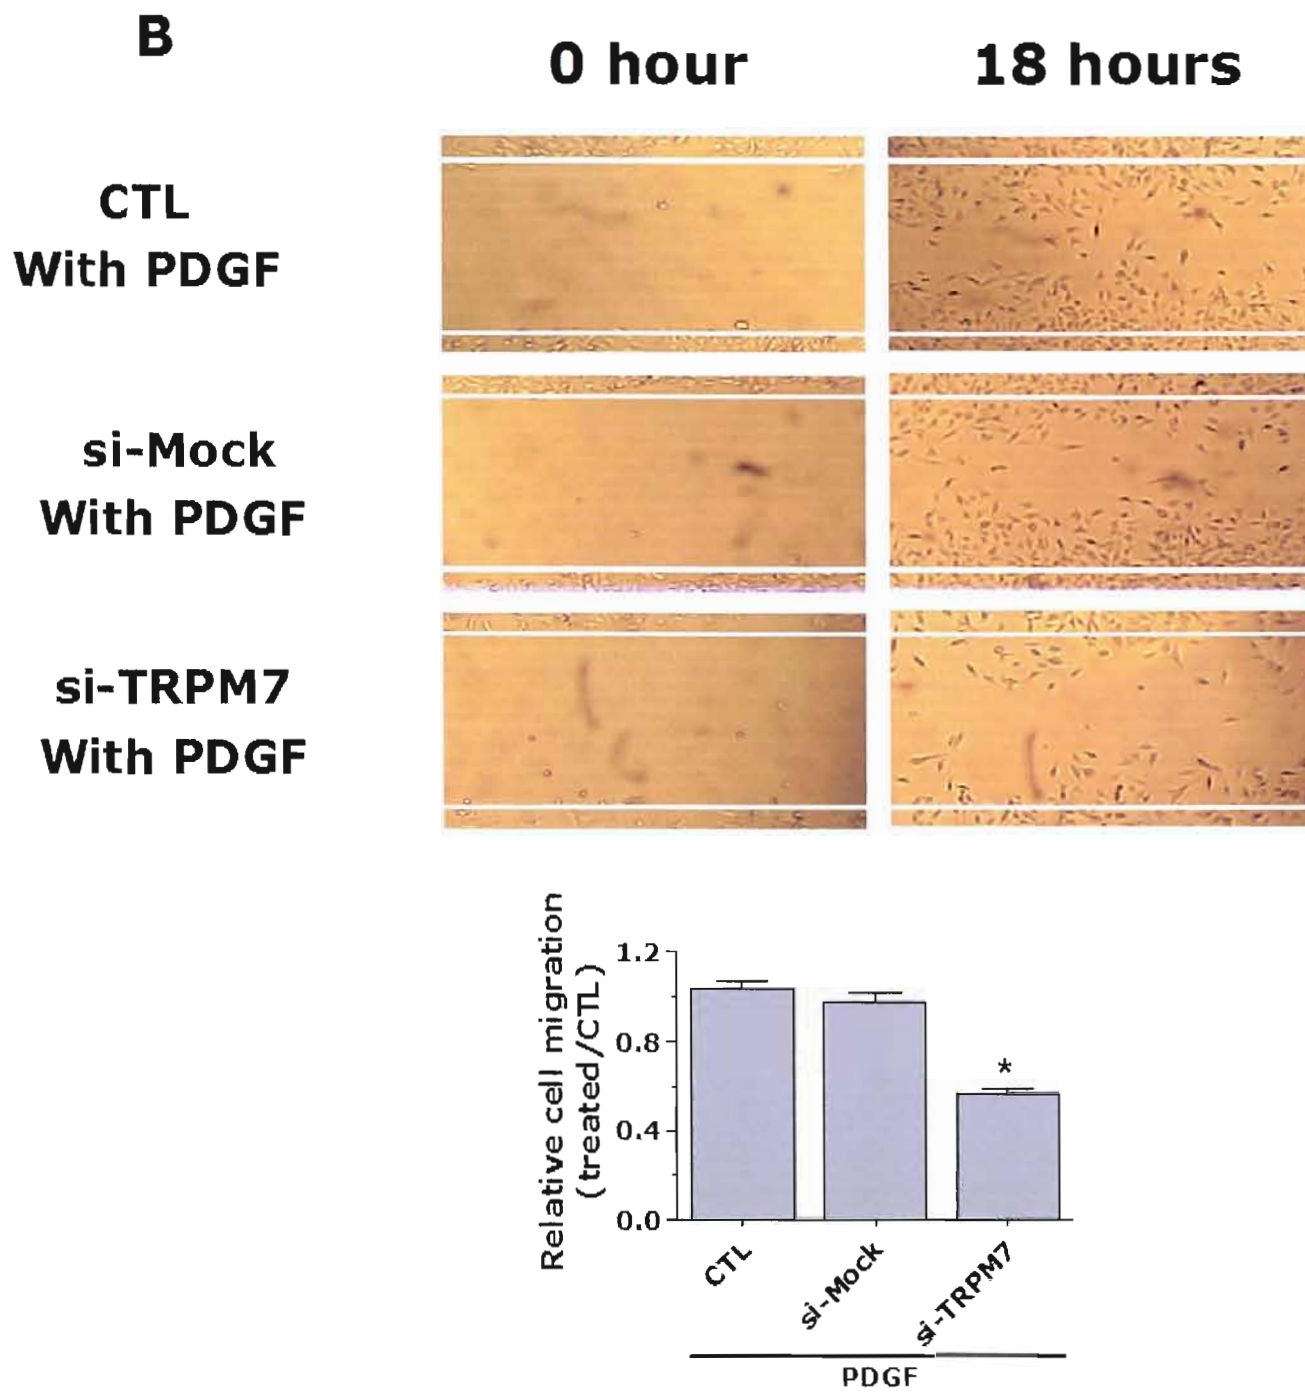 B
0 hour
18 hours
CTL
With PDGF
si-Mock
With PDGF
si-TRPM7
With PDGF
Relative cell migration
(treated/CTL)
1.2
0.8
0.4
0.0
*
CTL
si-Mock
si-TRPM7
PDGF